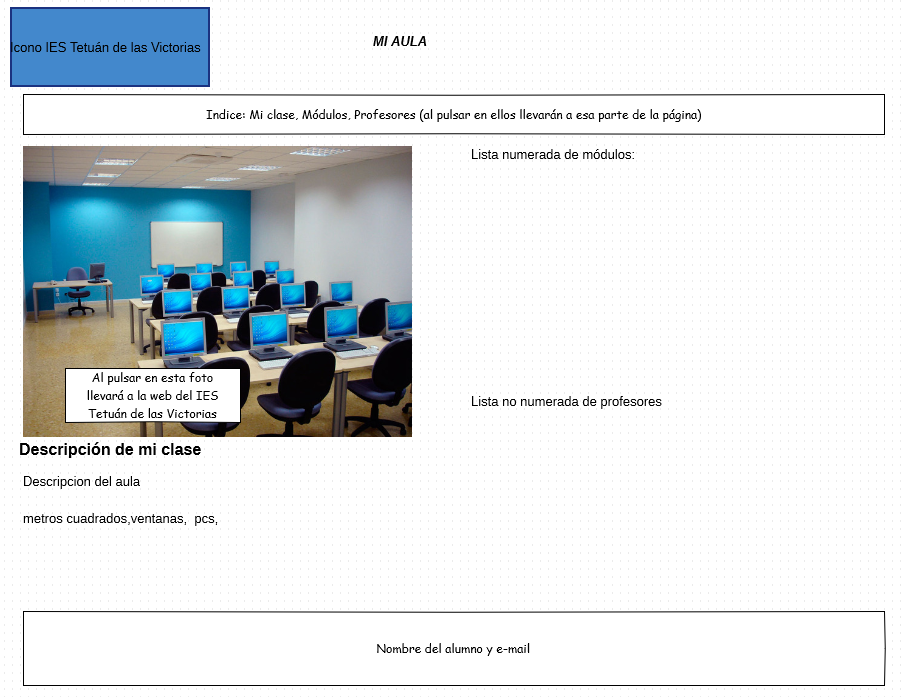 Icono IES Tetuán de las Victorias
MI AULA
Indice: Mi clase, Módulos, Profesores (al pulsar en ellos llevarán a esa parte de la página)
Lista numerada de módulos:
Al pulsar en esta foto
llevará a la web del IES
Tetuán de las Victorias
Lista no numerada de profesores
Descripción de mi clase
Descripcion del aula
metros cuadrados,ventanas,  pcs,
Nombre del alumno y e-mail